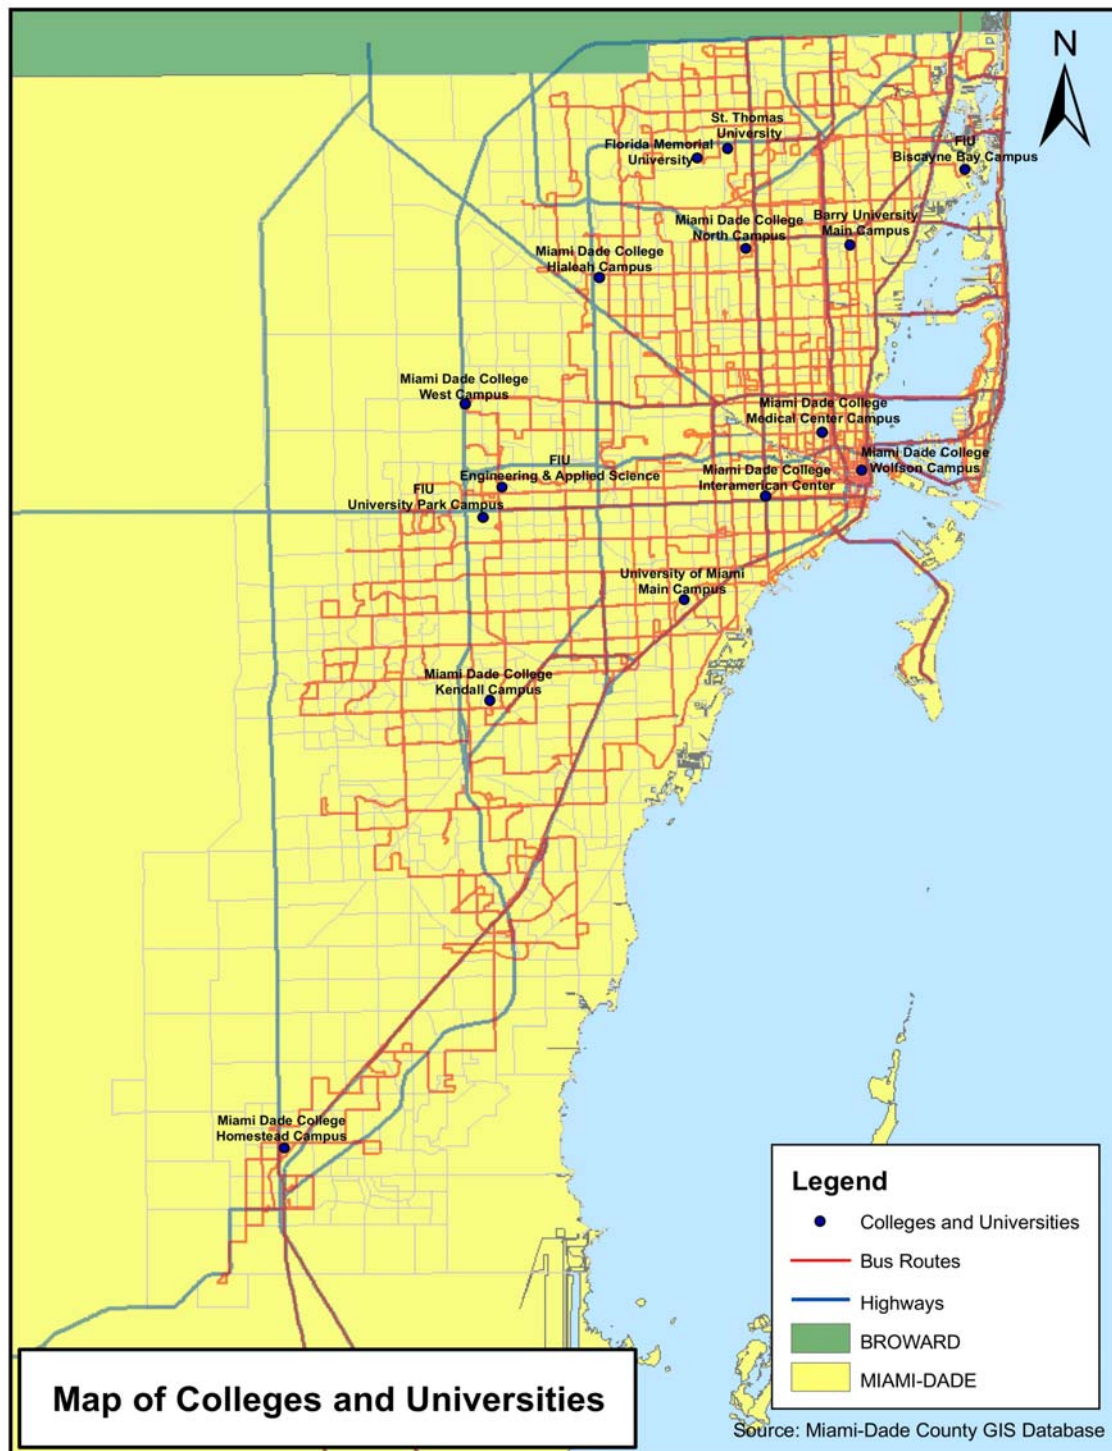 N
St. Thomas
University
Florida Memorial
University
FIU
Biscayne Bay Campus
Miami Dade College
North Campus
Barry University
Main Campus
Miami Dade College
Hialeah Campus
Miami Dade College
West Campus
Miami Dade College
Medical Center Campus
Miami Dade College
Wolfson Campus
FIU
Engineering & Applied Science
Miami Dade College
Interamerican Center
FIU
University Park Campus
University of Miami
Main Campus
Miami Dade College
Kendall Campus
Miami Dade College
Homestead Campus
Legend
Colleges and Universities
Bus Routes
Highways
BROWARD
MIAMI-DADE
Map of Colleges and Universities
Source: Miami-Dade County GIS Database